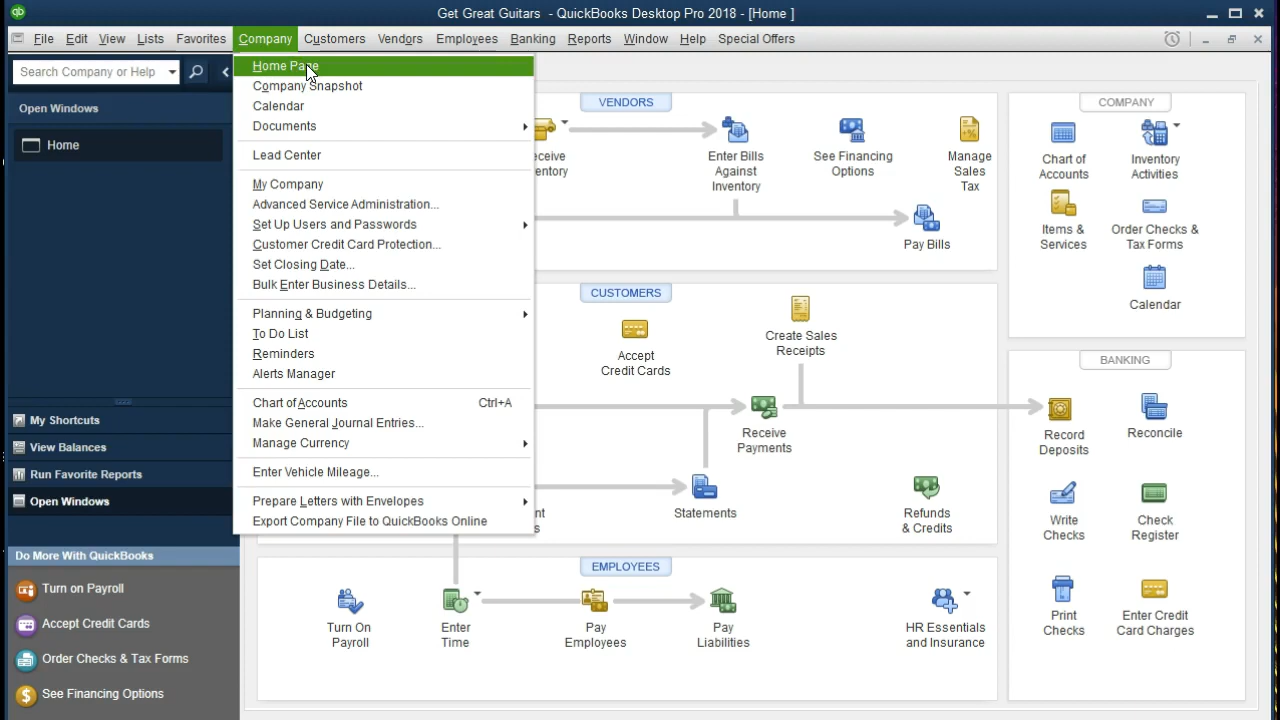 Get Great Guitars - QuickBooks Desktop Pro 2018 - [Home ]
File Edit View Lists Favorites Company Customers Vendors Employees Banking Reports Window Help Special Offers
Search Company or Help
Open Windows
Home
My Shortcuts
View Balances
Run Favorite Reports
Open Windows
Do More With QuickBooks
Turn on Payroll
Accept Credit Cards
Order Checks & Tax Forms
See Financing Options
Home Page
Company Snapshot
Calendar
Documents
Lead Center
My Company
Advanced Service Administration...
Set Up Users and Passwords
Customer Credit Card Protection...
Set Closing Date...
Bulk Enter Business Details...
Planning & Budgeting
To Do List
Reminders
Alerts Manager
Chart of Accounts Ctrl+A
Make General Journal Entries...
Manage Currency
Enter Vehicle Mileage...
Prepare Letters with Envelopes
Export Company File to QuickBooks Online
VENDORS
Enter Bills
Against
Inventory
See Financing
Options
Manage
Sales
Tax
Pay Bills
CUSTOMERS
Accept
Credit Cards
Create Sales
Receipts
Receive
Payments
Statements
Refunds
& Credits
EMPLOYEES
Turn On
Payroll
Enter
Time
Pay
Employees
Pay
Liabilities
HR Essentials
and Insurance
COMPANY
Chart of
Accounts
Inventory
Activities
Items &
Services
Order Checks &
Tax Forms
Calendar
BANKING
Record
Deposits
Reconcile
Write
Checks
Check
Register
Print
Checks
Enter Credit
Card Charges